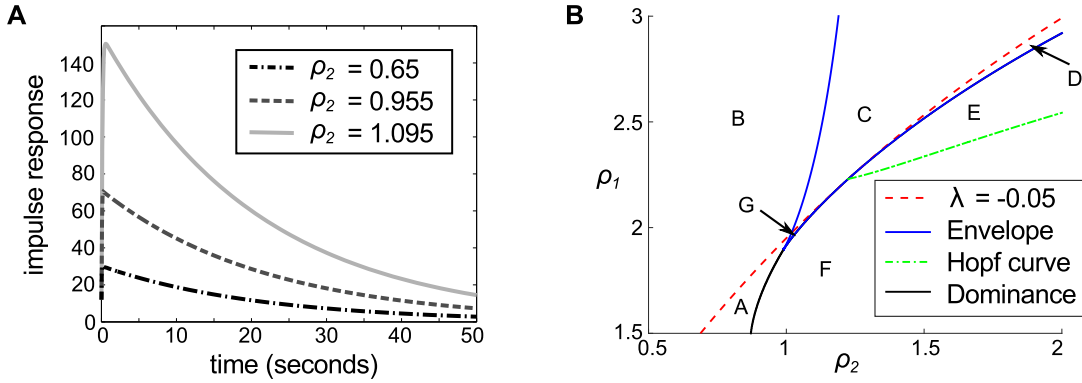 A
impulse response
140
120
100
80
60
40
20
0
ρ2 = 0.65
ρ2 = 0.955
ρ2 = 1.095
0 10 20 30 40 50
time (seconds)
B
ρ1
3
2.5
2
1.5
B
C
D
E
G
F
A
λ = -0.05
Envelope
Hopf curve
Dominance
0.5 1 1.5 2
ρ2